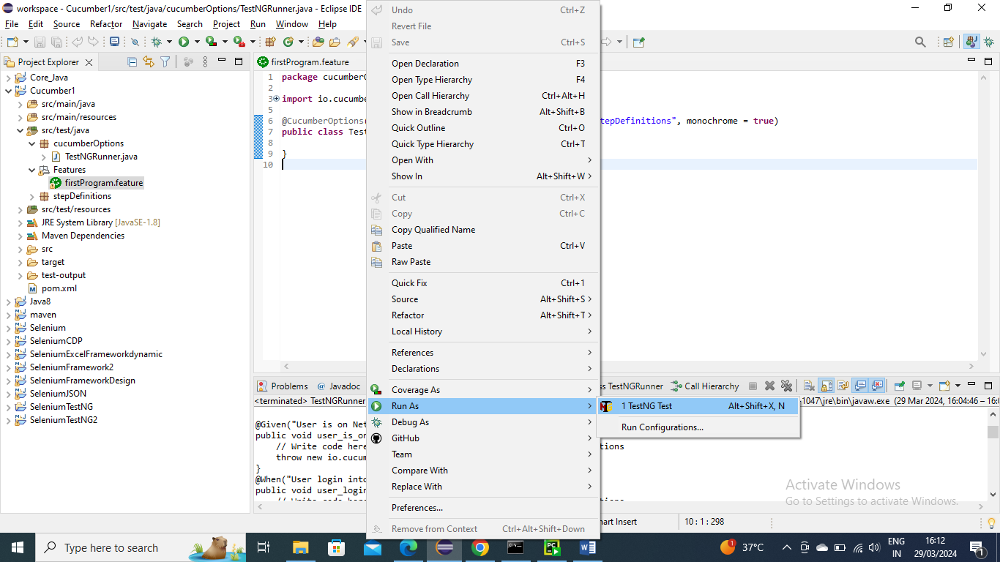 workspace - Cucumber1/src/test/java/cucumberOptions/TestNGRunner.java - Eclipse IDE
File Edit Source Refactor Navigate Search Project Run Window Help
Project Explorer
Core_Java
Cucumber1
src/main/java
src/main/resources
src/test/java
cucumberOptions
TestNGRunner.java
Features
firstProgram.feature
stepDefinitions
src/test/resources
JRE System Library [JavaSE-1.8]
Maven Dependencies
src
target
test-output
pom.xml
Java8
maven
Selenium
SeleniumCDP
SeleniumExcelFrameworkdynamic
SeleniumFramework2
SeleniumFrameworkDesign
SeleniumJSON
SeleniumTestNG
SeleniumTestNG2
firstProgram.feature
1 package cucumberO
2
3 import io.cucumbe
5
6 @CucumberOptions( tepDefinitions", monochrome = true)
7 public class Test
8
9 }
10
Undo Ctrl+Z
Revert File
Save Ctrl+S
Open Declaration F3
Open Type Hierarchy F4
Open Call Hierarchy Ctrl+Alt+H
Show in Breadcrumb Alt+Shift+B
Quick Outline Ctrl+O
Quick Type Hierarchy Ctrl+T
Open With
Show In Alt+Shift+W
Cut Ctrl+X
Copy Ctrl+C
Copy Qualified Name
Paste Ctrl+V
Raw Paste
Quick Fix Ctrl+1
Source Alt+Shift+S
Refactor Alt+Shift+T
Local History
References
Declarations
Coverage As
Run As
Debug As
GitHub
Team
Compare With
Replace With
Preferences...
Remove from Context Ctrl+Alt+Shift+Down
1 TestNG Test Alt+Shift+X, N
Run Configurations...
Problems @ Javadoc ss TestNGRunner Call Hierarchy
<terminated> TestNGRunner 1047\jre\bin\javaw.exe (29 Mar 2024, 16:04:46 – 16:0
@Given("User is on Net
public void user_is_on
// Write code here ions
throw new io.cucum
}
@When("User login into
public void user_login
// Write code here ions
Activate Windows
Go to Settings to activate Windows.
mart Insert 10 : 1 : 298
Type here to search
37°C
ENG
IN
16:12
29/03/2024
1
1